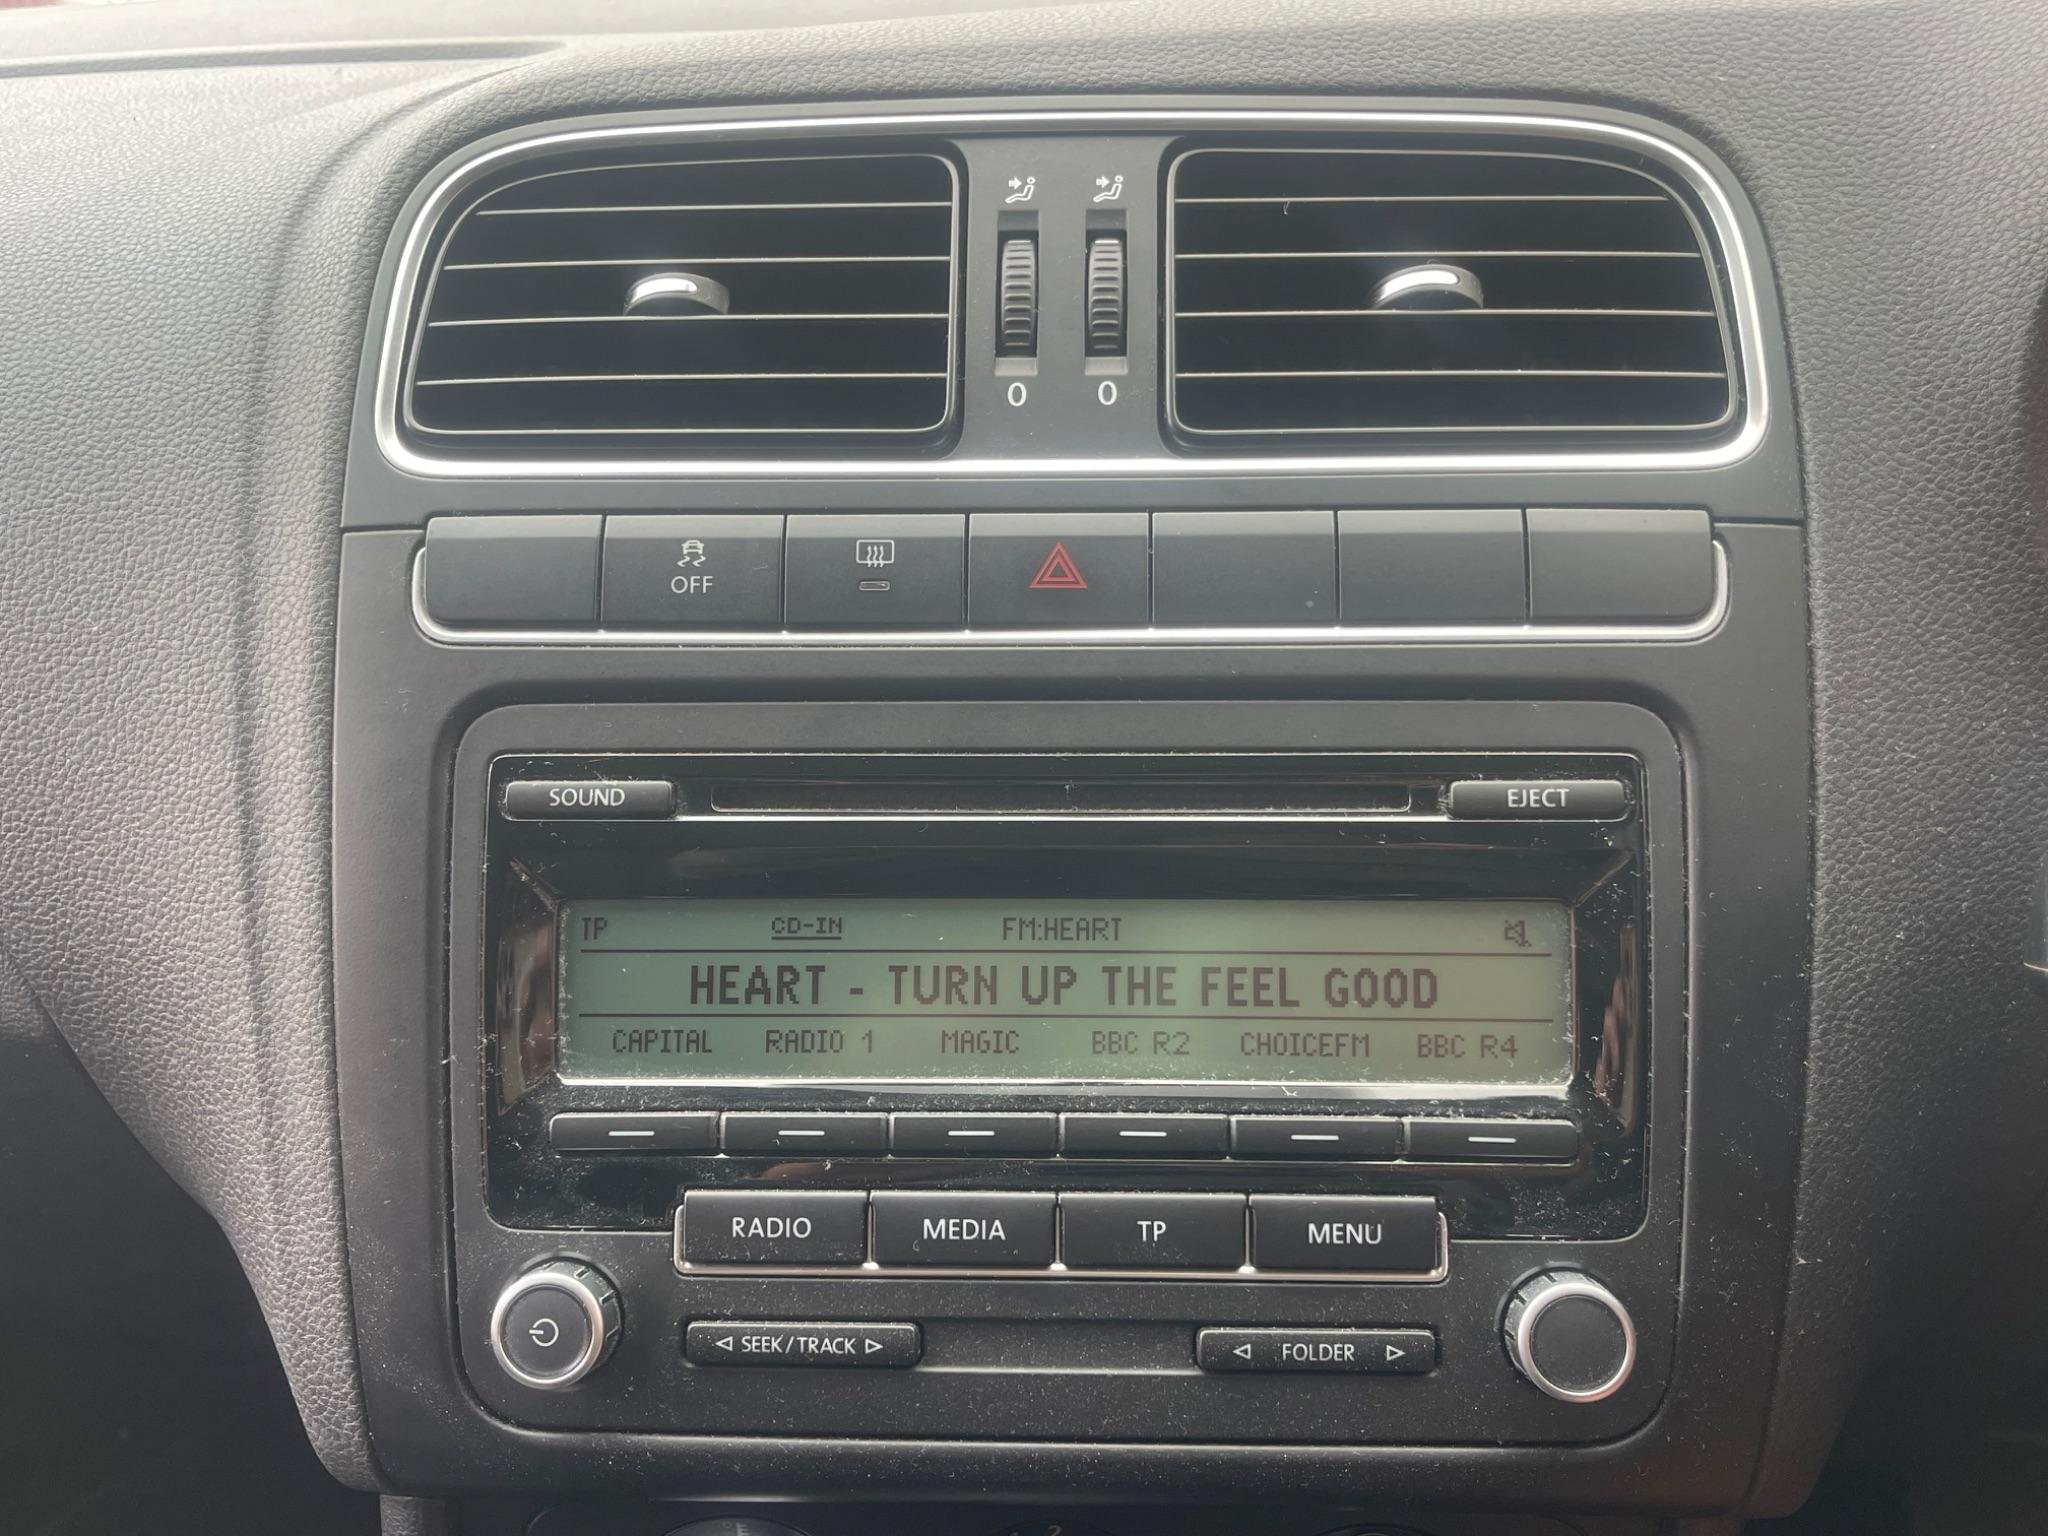 0 0
OFF
SOUND EJECT
TP CD-IN FM:HEART
HEART - TURN UP THE FEEL GOOD
CAPITAL RADIO 1 MAGIC BBC R2 CHOICEFM BBC R4
RADIO MEDIA TP MENU
SEEK/TRACK FOLDER
2